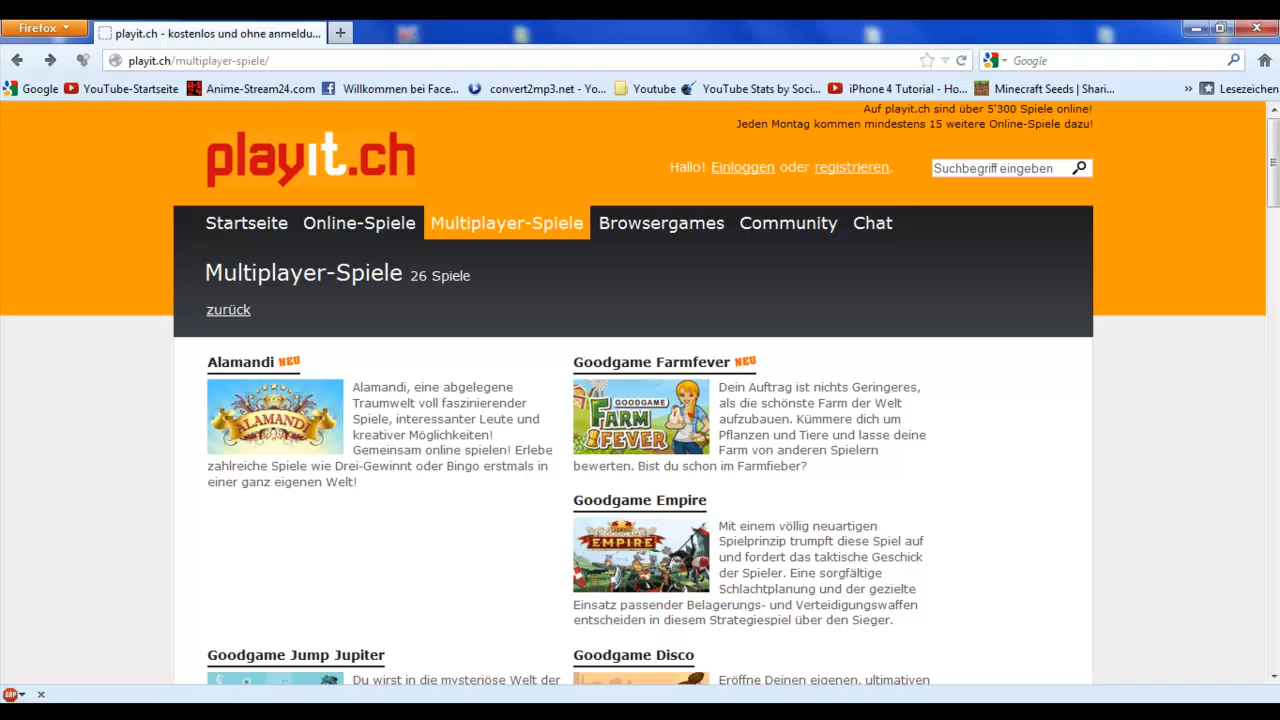 Firefox
playit.ch - kostenlos und ohne anmeldu...
playit.ch/multiplayer-spiele/
Google
Google
YouTube-Startseite
Anime-Stream24.com
Willkommen bei Face...
convert2mp3.net - Yo...
Youtube
YouTube Stats by Soci...
iPhone 4 Tutorial - Ho...
Minecraft Seeds | Shari...
»
Lesezeichen
Auf playit.ch sind über 5'300 Spiele online!
Jeden Montag kommen mindestens 15 weitere Online-Spiele dazu!
playit.ch
Hallo! Einloggen oder registrieren.
Suchbegriff eingeben
Startseite
Online-Spiele
Multiplayer-Spiele
Browsergames
Community
Chat
Multiplayer-Spiele 26 Spiele
zurück
Alamandi NEU
ALAMANDI
Alamandi, eine abgelegene
Traumwelt voll faszinierender
Spiele, interessanter Leute und
kreativer Möglichkeiten!
Gemeinsam online spielen! Erlebe
zahlreiche Spiele wie Drei-Gewinnt oder Bingo erstmals in
einer ganz eigenen Welt!
Goodgame Farmfever NEU
GOODGAME
FARM
FEVER
Dein Auftrag ist nichts Geringeres,
als die schönste Farm der Welt
aufzubauen. Kümmere dich um
Pflanzen und Tiere und lasse deine
Farm von anderen Spielern
bewerten. Bist du schon im Farmfieber?
Goodgame Empire
GOODGAME
EMPIRE
Mit einem völlig neuartigen
Spielprinzip trumpft diese Spiel auf
und fordert das taktische Geschick
der Spieler. Eine sorgfältige
Schlachtplanung und der gezielte
Einsatz passender Belagerungs- und Verteidigungswaffen
entscheiden in diesem Strategiespiel über den Sieger.
Goodgame Jump Jupiter
Du wirst in die mysteriöse Welt der
Goodgame Disco
Eröffne Deinen eigenen, ultimativen
ABP